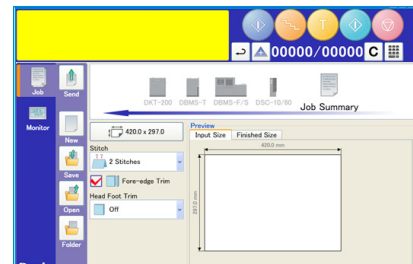 00000/00000 C
Job
Send
DKT-200 DBMS-T DBMS-F/S DSC-10/60 Job Summary
Monitor
New
420.0 x 297.0
Preview
Input Size Finished Size
Stitch
2 Stitches
420.0 mm
Save
Fore-edge Trim
Head Foot Trim
297.0 mm
Open
Off
Folder